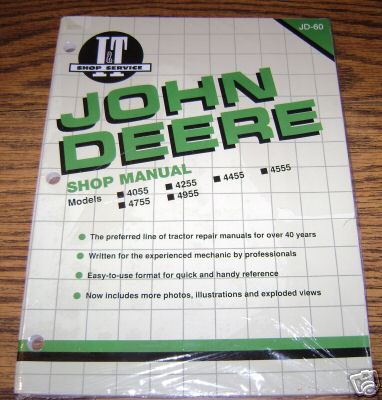 JD-60
I&T
SHOP SERVICE
JOHN
DEERE
SHOP MANUAL
Models ■ 4055 ■ 4255 ■ 4455 ■ 4555
■ 4755 ■ 4955
● The preferred line of tractor repair manuals for over 40 years
● Written for the experienced mechanic by professionals
● Easy-to-use format for quick and handy reference
● Now includes more photos, illustrations and exploded views